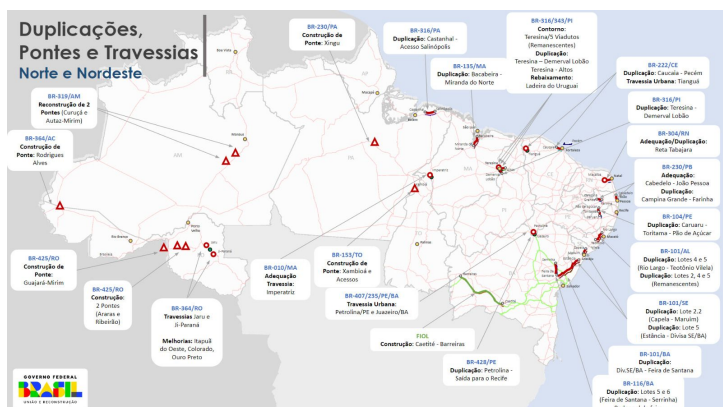 Duplicações,
Pontes e Travessias
Norte e Nordeste
BR-230/PA
Construção de
Ponte: Xingu
BR-316/PA
Duplicação: Castanhal -
Acesso Salinópolis
BR-135/MA
Duplicação: Bacabeira -
Miranda do Norte
BR-316/343/PI
Contorno:
Teresina/5 Viadutos
(Remanescentes)
Duplicação:
Teresina – Demerval Lobão
Teresina - Altos
Rebaixamento:
Ladeira do Uruguai
BR-222/CE
Duplicação: Caucaia - Pecém
Travessia Urbana: Tianguá
BR-316/PI
Duplicação: Teresina -
Demerval Lobão
BR-304/RN
Adequação/Duplicação:
Reta Tabajara
BR-230/PB
Adequação:
Cabedelo - João Pessoa
Duplicação:
Campina Grande - Farinha
BR-104/PE
Duplicação: Caruaru -
Toritama - Pão de Açúcar
BR-101/AL
Duplicação: Lotes 4 e 5
(Rio Largo - Teotônio Vilela)
Duplicação: Lotes 2, 4 e 5
(Remanescentes)
BR-101/SE
Duplicação: Lote 2.2
(Capela - Maruim)
Duplicação: Lote 5
(Estância - Divisa SE/BA)
BR-101/BA
Duplicação:
Div.SE/BA - Feira de Santana
BR-116/BA
Duplicação: Lotes 5 e 6
(Feira de Santana - Serrinha)
BR-319/AM
Reconstrução de 2
Pontes (Curuçá e
Autaz-Mirim)
BR-364/AC
Construção de
Ponte: Rodrigues
Alves
BR-425/RO
Construção de
Ponte:
Guajará-Mirim
BR-425/RO
Construção:
2 Pontes
(Araras e
Ribeirão)
BR-364/RO
Travessias Jaru e
Ji-Paraná
Melhorias: Itapuã
do Oeste, Colorado,
Ouro Preto
BR-010/MA
Adequação
Travessia:
Imperatriz
BR-153/TO
Construção de
Ponte: Xambioá e
Acessos
BR-407/235/PE/BA
Travessia Urbana:
Petrolina/PE e Juazeiro/BA
FIOL
Construção: Caetité - Barreiras
BR-428/PE
Duplicação: Petrolina -
Saída para o Recife
GOVERNO FEDERAL
BRASIL
UNIÃO E RECONSTRUÇÃO